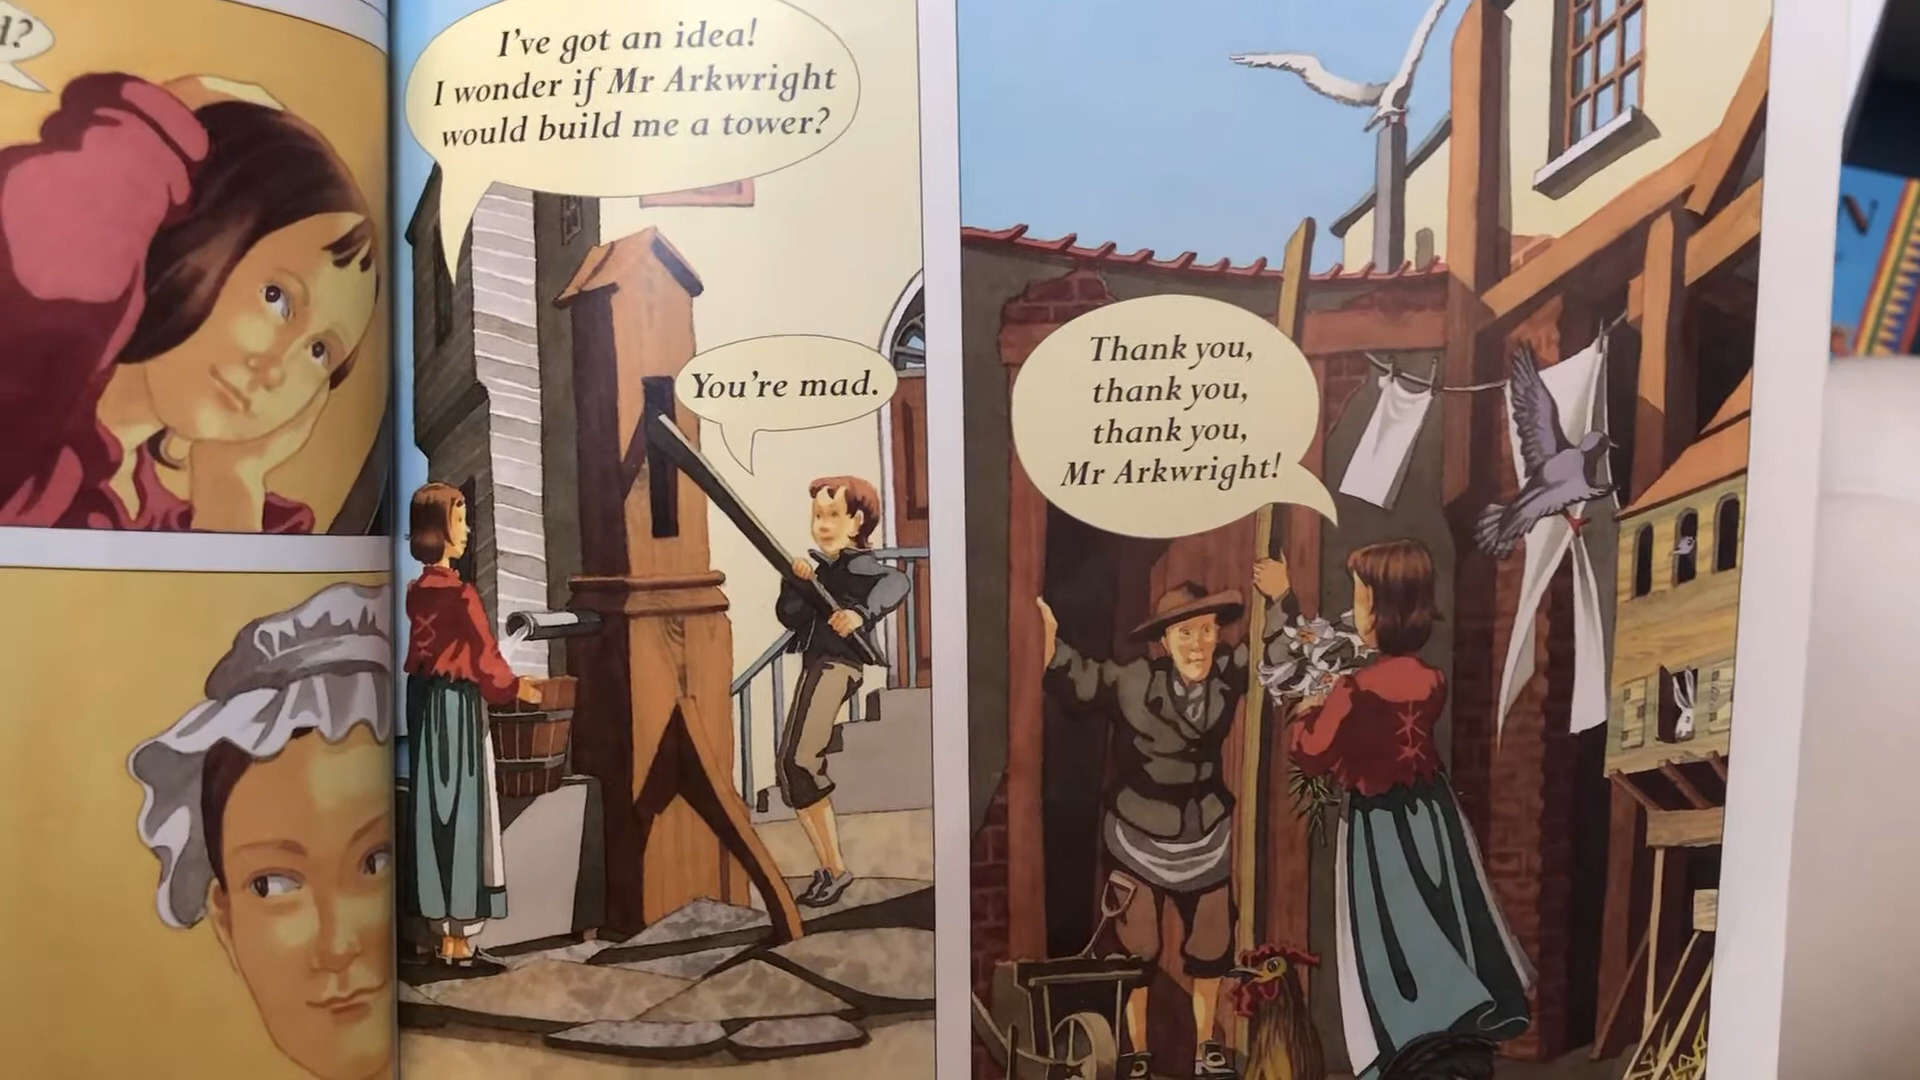 I've got an idea!
I wonder if Mr Arkwright
would build me a tower?
You're mad.
Thank you,
thank you,
thank you,
Mr Arkwright!